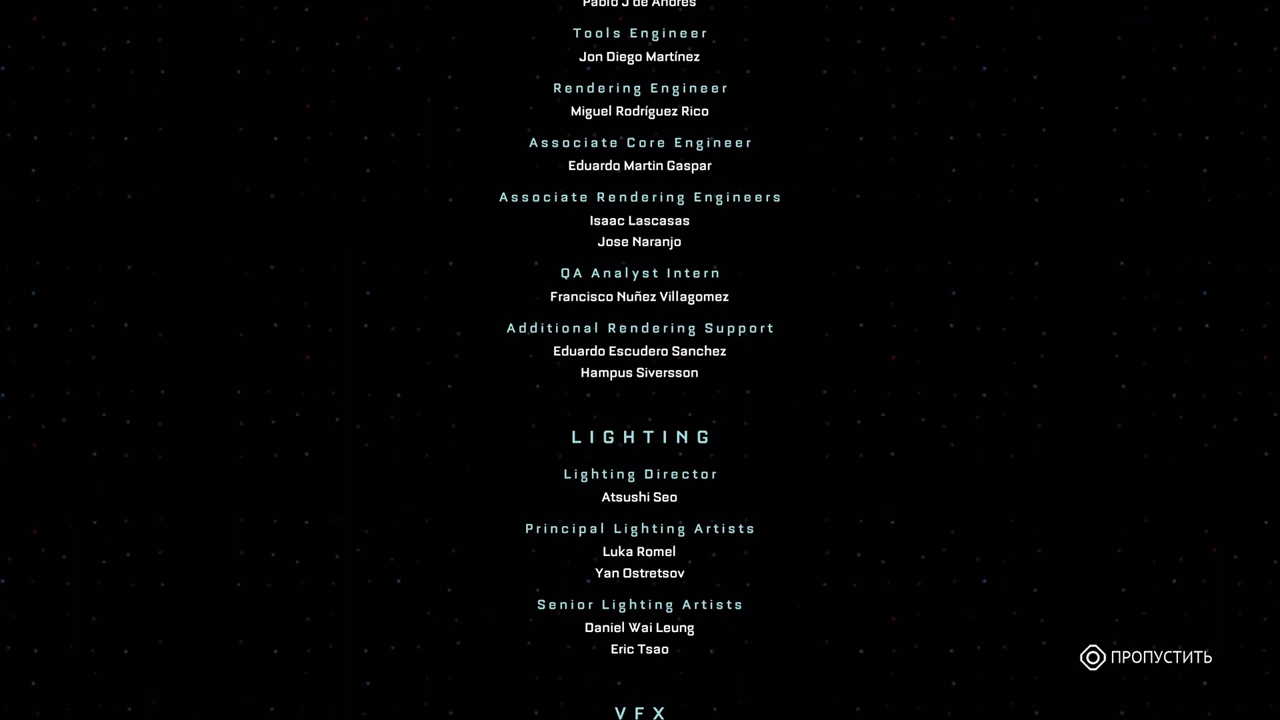 Pablo J de Andres
Tools Engineer
Jon Diego Martínez
Rendering Engineer
Miguel Rodríguez Rico
Associate Core Engineer
Eduardo Martin Gaspar
Associate Rendering Engineers
Isaac Lascasas
Jose Naranjo
QA Analyst Intern
Francisco Nuñez Villagomez
Additional Rendering Support
Eduardo Escudero Sanchez
Hampus Siversson
LIGHTING
Lighting Director
Atsushi Seo
Principal Lighting Artists
Luka Romel
Yan Ostretsov
Senior Lighting Artists
Daniel Wai Leung
Eric Tsao
ПРОПУСТИТЬ
VFX